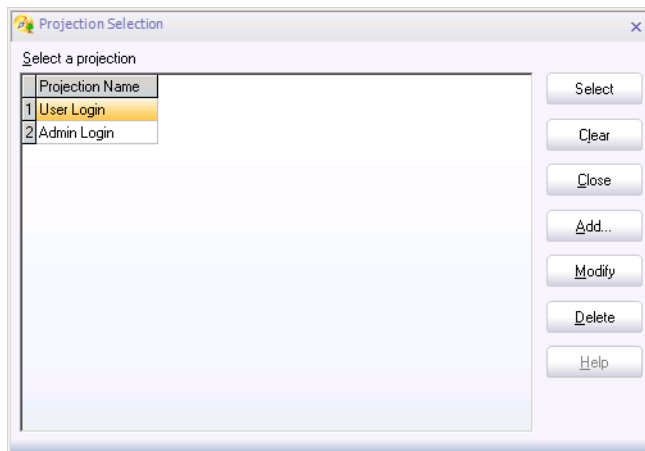 Projection Selection
Select a projection
Projection Name
1 User Login
2 Admin Login
Select
Clear
Close
Add...
Modify
Delete
Help